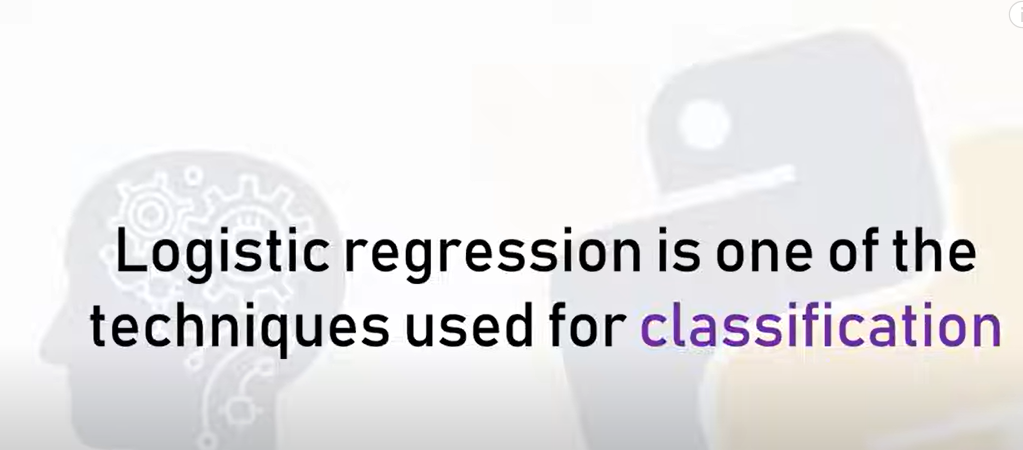 Logistic regression is one of the
techniques used for classification